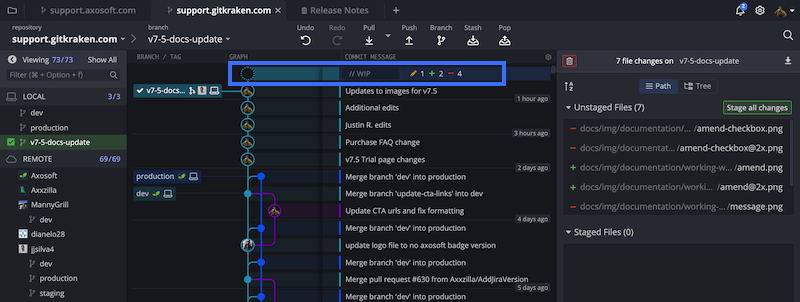 support.axosoft.com
support.gitkraken.com
Release Notes
repository
support.gitkraken.com
branch
v7-5-docs-update
Undo
Redo
Pull
Push
Branch
Stash
Pop
Viewing 73/73
Show All
Filter (⌘ + Option + f)
LOCAL
3/3
dev
production
v7-5-docs-update
REMOTE
69/69
Axosoft
Axxzilla
MannyGrill
dev
dianelo28
jjsilva4
dev
production
staging
BRANCH / TAG
GRAPH
COMMIT MESSAGE
// WIP
1
+ 2
− 4
v7-5-docs...
Updates to images for v7.5
1 hour ago
Additional edits
Justin R. edits
3 hours ago
Purchase FAQ change
v7.5 Trial page changes
2 days ago
production
Merge branch 'dev' into production
dev
Merge branch 'update-cta-links' into dev
Update CTA urls and fix formatting
4 days ago
Merge branch 'dev' into production
update logo file to no axosoft badge version
Merge branch 'dev' into production
Merge pull request #630 from Axxzilla/AddJiraVersion
5 days ago
Merge branch 'dev' into production
7 file changes on
v7-5-docs-update
Path
Tree
Unstaged Files (7)
Stage all changes
docs/img/documentation/... /amend-checkbox.png
docs/img/documentation/... /amend-checkbox@2x.png
docs/img/documentation/working-w... /amend.png
docs/img/documentation/worki... /amend@2x.png
docs/img/documentation/working-... /message.png
Staged Files (0)